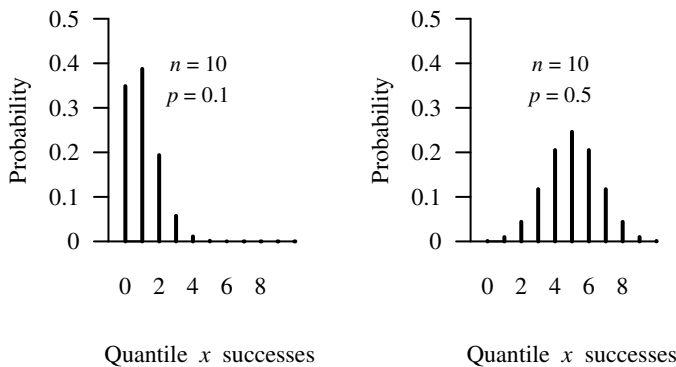 0.5
0.4
0.3
0.2
0.1
0
Probability
n = 10
p = 0.1
0 2 4 6 8
Quantile x successes
0.5
0.4
0.3
0.2
0.1
0
Probability
n = 10
p = 0.5
0 2 4 6 8
Quantile x successes